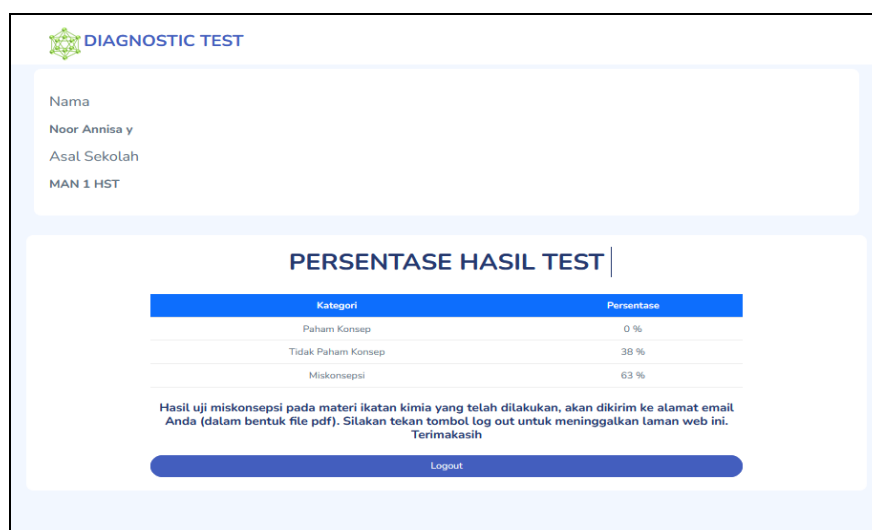 DIAGNOSTIC TEST
Nama
Noor Annisa y
Asal Sekolah
MAN 1 HST
PERSENTASE HASIL TEST
Kategori Persentase
Paham Konsep 0 %
Tidak Paham Konsep 38 %
Miskonsepsi 63 %
Hasil uji miskonsepsi pada materi ikatan kimia yang telah dilakukan, akan dikirim ke alamat email
Anda (dalam bentuk file pdf). Silakan tekan tombol log out untuk meninggalkan laman web ini.
Terimakasih
Logout